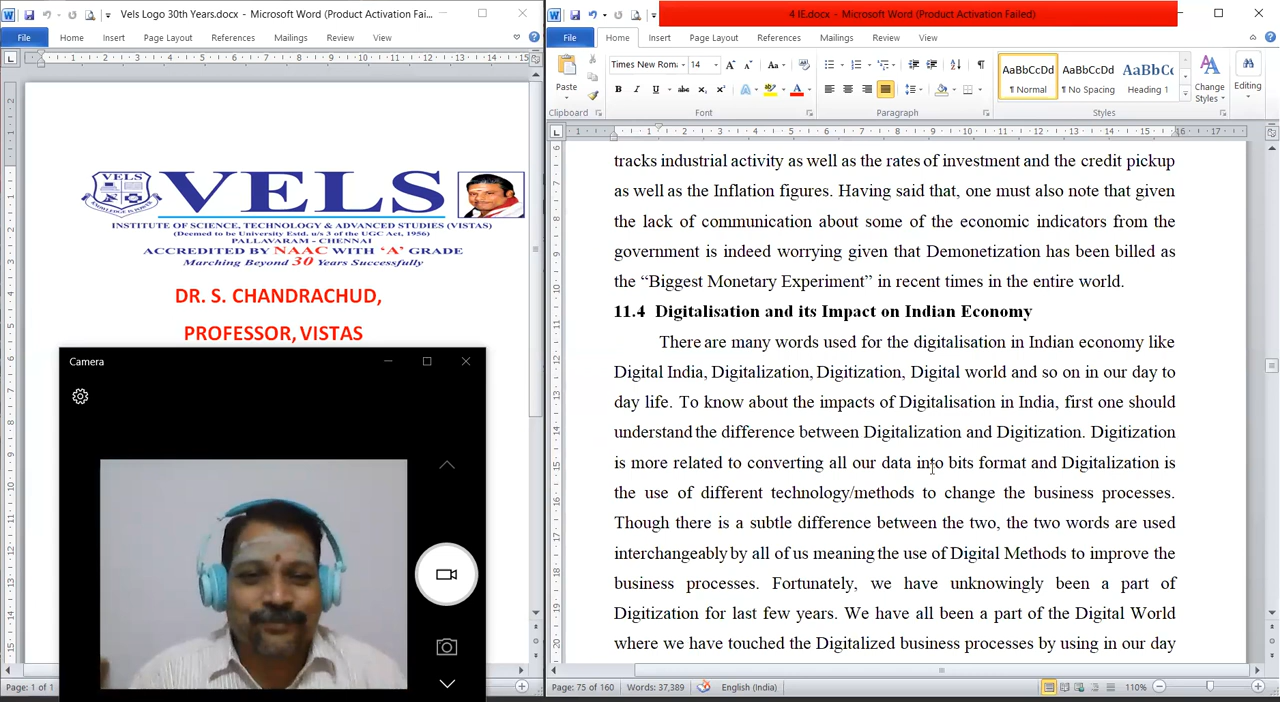 Vels Logo 30th Years.docx - Microsoft Word (Product Activation Fai...
File Home Insert Page Layout References Mailings Review View
VELS
VELS
INSTITUTE OF SCIENCE, TECHNOLOGY & ADVANCED STUDIES (VISTAS)
(Deemed to be University Estd. u/s 3 of the UGC Act, 1956)
PALLAVARAM - CHENNAI
ACCREDITED BY NAAC WITH ‘A’ GRADE
Marching Beyond 30 Years Successfully
DR. S. CHANDRACHUD,
PROFESSOR, VISTAS
Camera
Page: 1 of 1
4 IE.docx - Microsoft Word (Product Activation Failed)
File Home Insert Page Layout References Mailings Review View
Paste
Clipboard
Times New Rom 14
Font
Paragraph
AaBbCcDd AaBbCcDd AaBbCc
¶ Normal ¶ No Spacing Heading 1
Styles
Change Styles
Editing
tracks industrial activity as well as the rates of investment and the credit pickup
as well as the Inflation figures. Having said that, one must also note that given
the lack of communication about some of the economic indicators from the
government is indeed worrying given that Demonetization has been billed as
the “Biggest Monetary Experiment” in recent times in the entire world.
11.4 Digitalisation and its Impact on Indian Economy
There are many words used for the digitalisation in Indian economy like
Digital India, Digitalization, Digitization, Digital world and so on in our day to
day life. To know about the impacts of Digitalisation in India, first one should
understand the difference between Digitalization and Digitization. Digitization
is more related to converting all our data into bits format and Digitalization is
the use of different technology/methods to change the business processes.
Though there is a subtle difference between the two, the two words are used
interchangeably by all of us meaning the use of Digital Methods to improve the
business processes. Fortunately, we have unknowingly been a part of
Digitization for last few years. We have all been a part of the Digital World
where we have touched the Digitalized business processes by using in our day
Page: 75 of 160 Words: 37,389 English (India) 110%